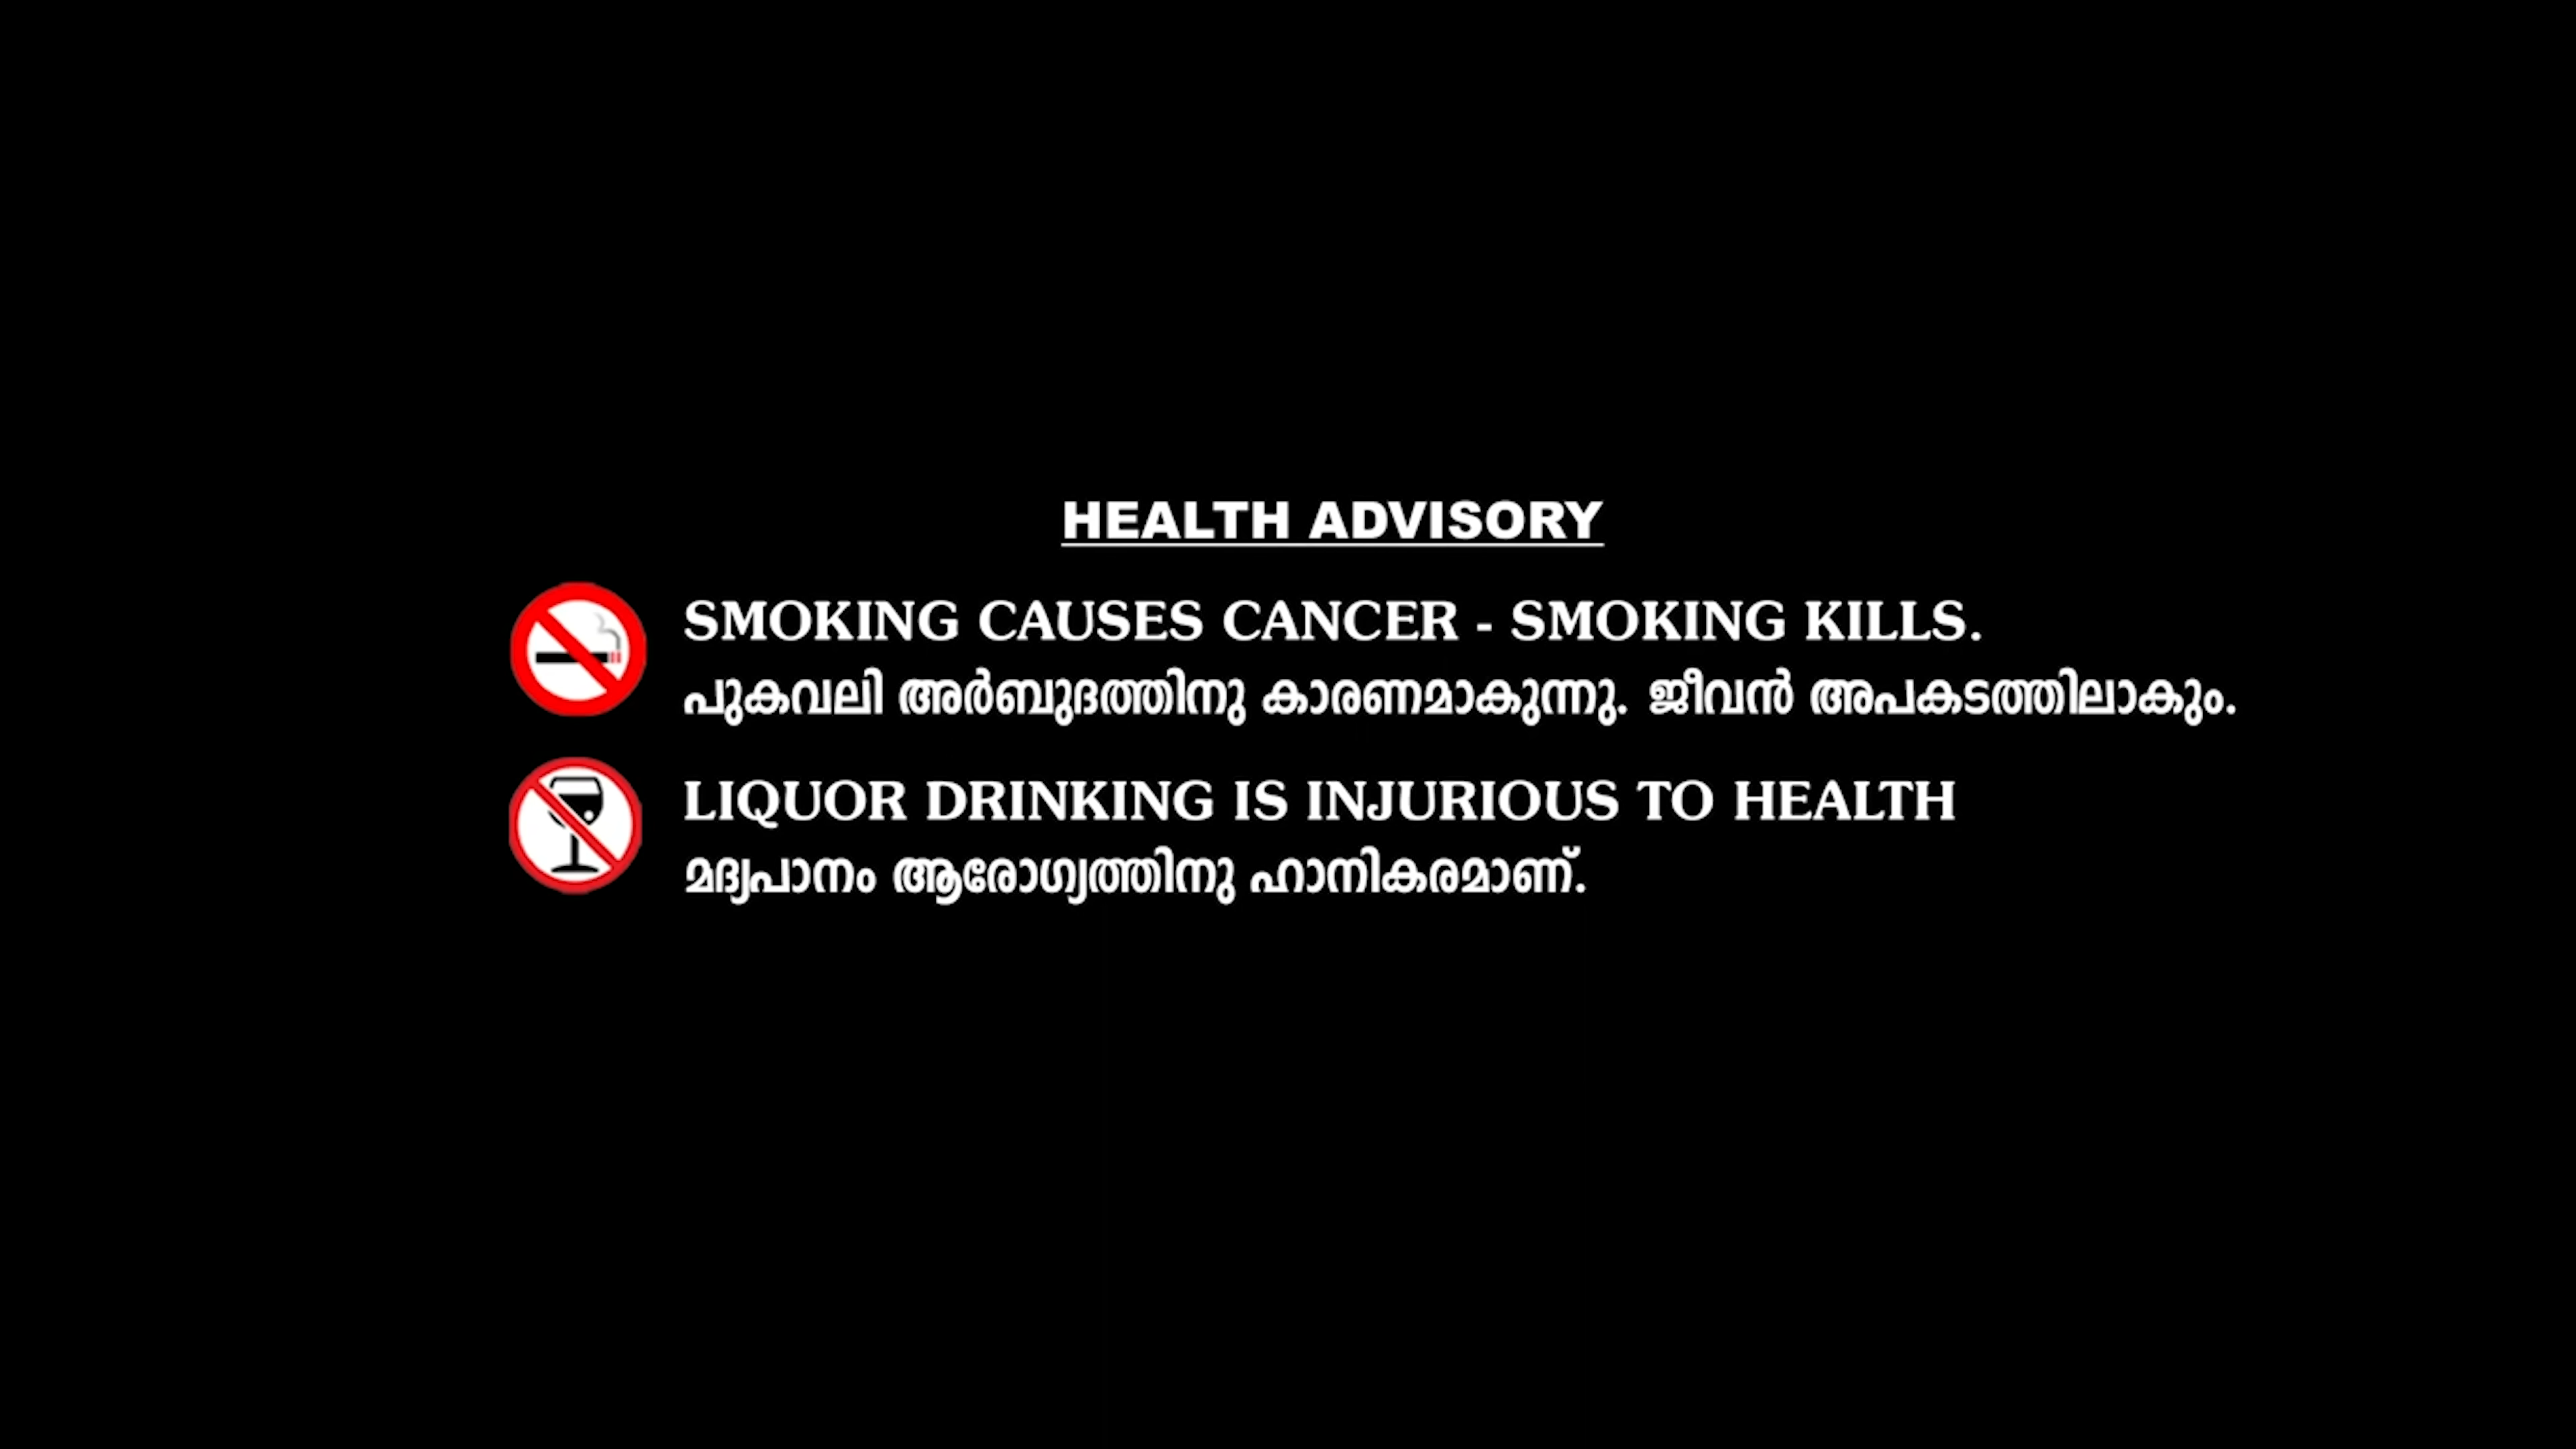 HEALTH ADVISORY
SMOKING CAUSES CANCER - SMOKING KILLS.
പുകവലി അർബുദത്തിനു കാരണമാകുന്നു. ജീവൻ അപകടത്തിലാകും.
LIQUOR DRINKING IS INJURIOUS TO HEALTH
മദ്യപാനം ആരോഗ്യത്തിനു ഹാനികരമാണ്.